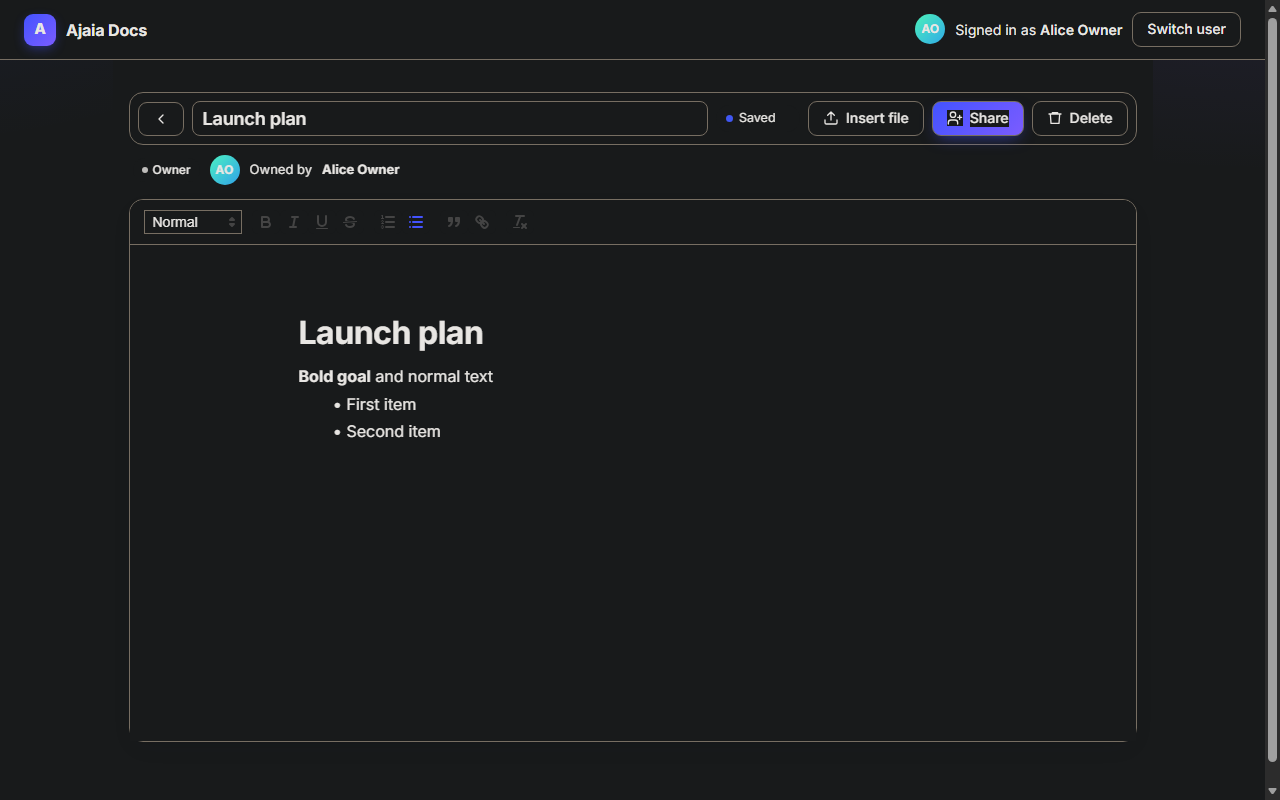 A Ajaia Docs
AO Signed in as Alice Owner Switch user
Launch plan Saved Insert file Share Delete
Owner AO Owned by Alice Owner
Normal
Launch plan
Bold goal and normal text
• First item
• Second item